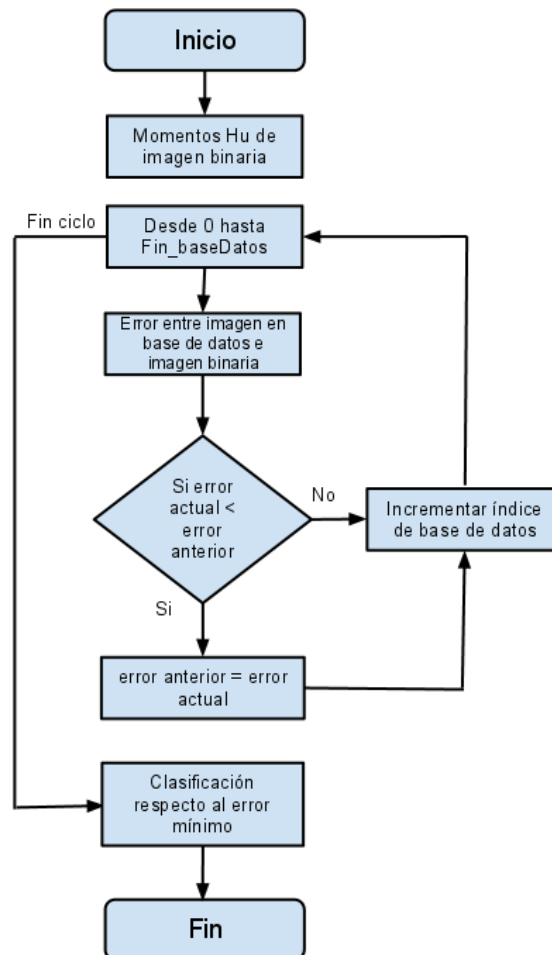 Inicio
Momentos Hu de
imagen binaria
Fin ciclo
Desde 0 hasta
Fin_baseDatos
Error entre imagen en
base de datos e
imagen binaria
Si error
actual <
error
anterior
No
Incrementar índice
de base de datos
Si
error anterior = error
actual
Clasificación
respecto al error
mínimo
Fin